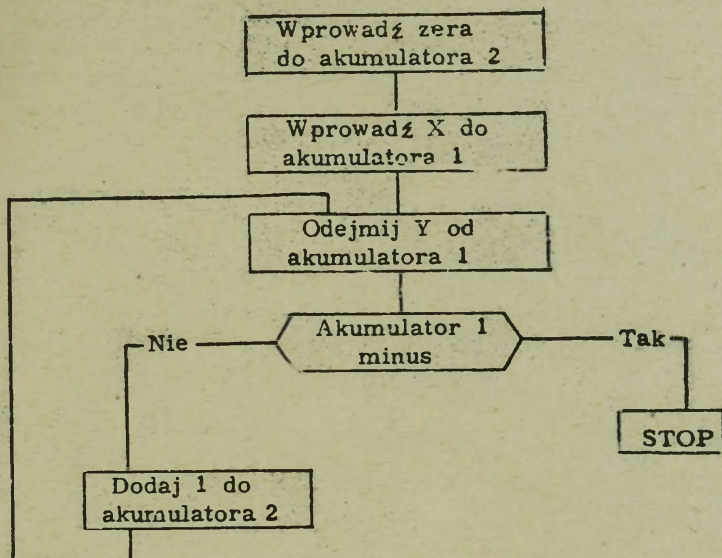 Wprowadź zera
do akumulatora 2
Wprowadź X do
akumulatora 1
Odejmij Y od
akumulatora 1
Akumulator 1
minus
Nie
Tak
STOP
Dodaj 1 do
akumulatora 2